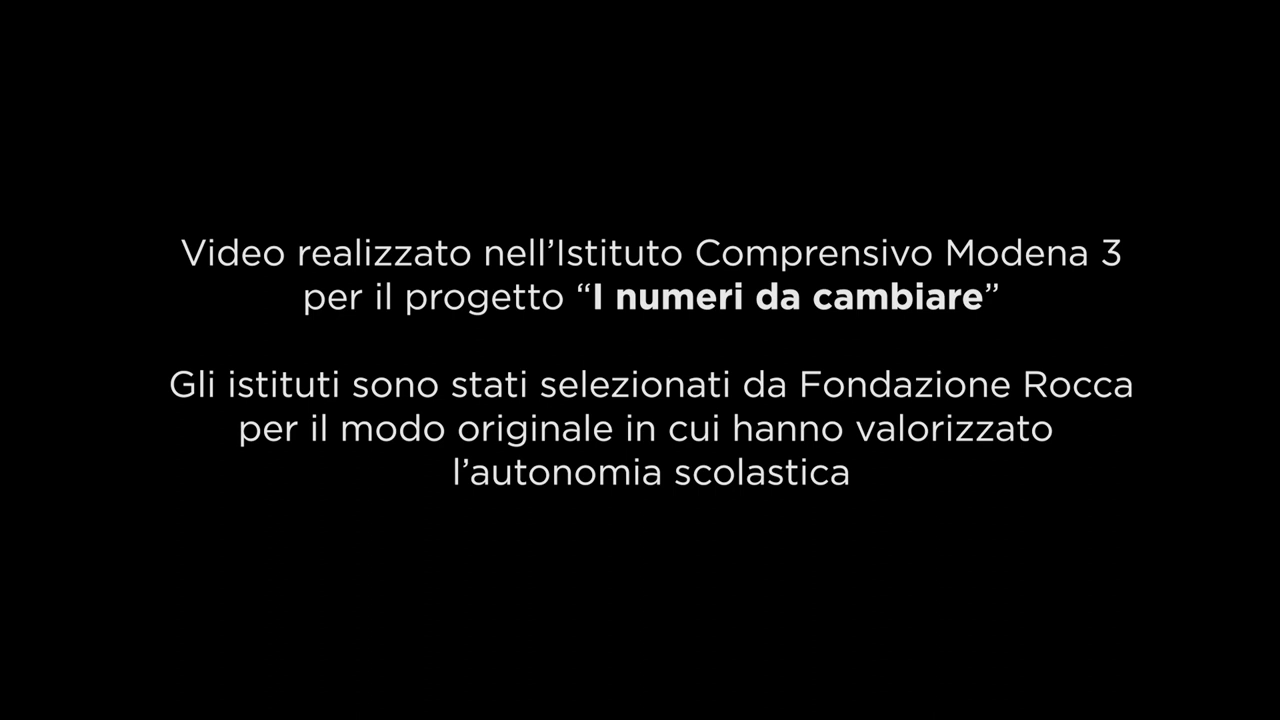 Video realizzato nell’Istituto Comprensivo Modena 3
per il progetto “I numeri da cambiare”
Gli istituti sono stati selezionati da Fondazione Rocca
per il modo originale in cui hanno valorizzato
l’autonomia scolastica